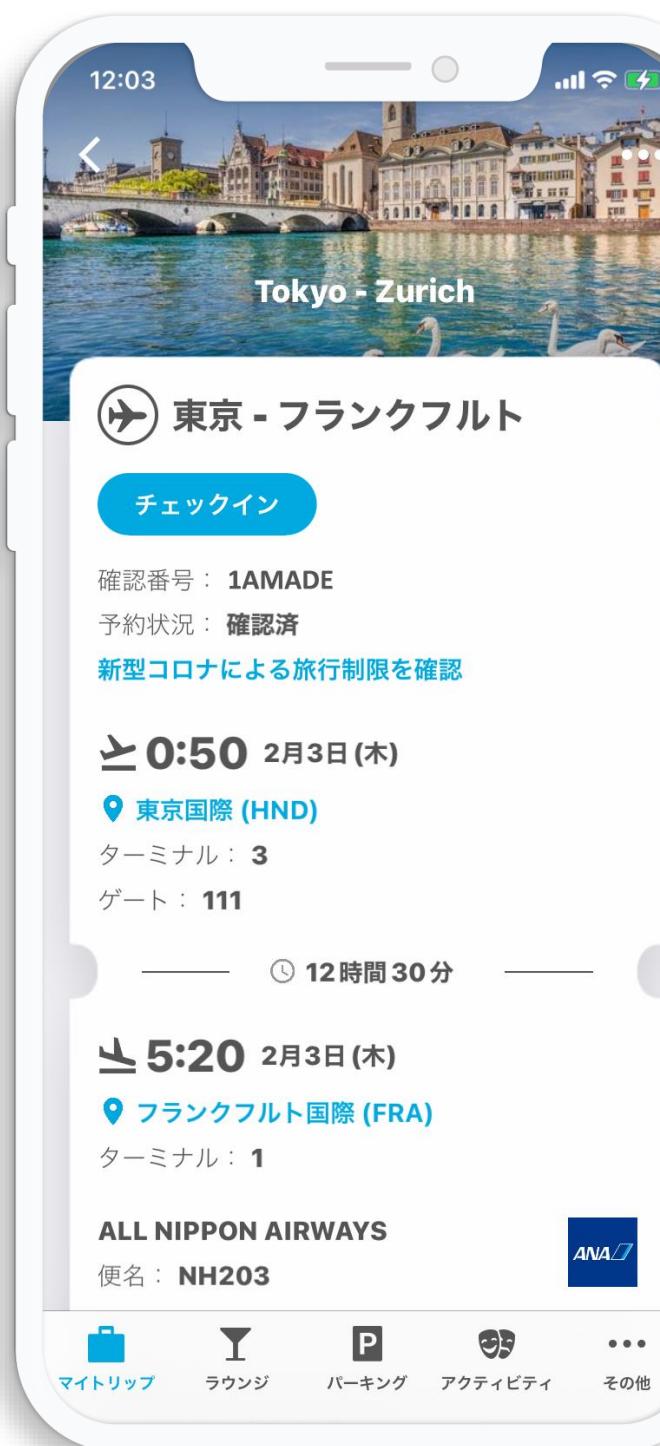 12:03
Tokyo - Zurich
東京 - フランクフルト
チェックイン
確認番号： 1AMADE
予約状況： 確認済
新型コロナによる旅行制限を確認
0:50 2月3日(木)
東京国際 (HND)
ターミナル： 3
ゲート： 111
12時間30分
5:20 2月3日(木)
フランクフルト国際 (FRA)
ターミナル： 1
ALL NIPPON AIRWAYS
ANA
便名： NH203
P
マイトリップ ラウンジ パーキング アクティビティ その他